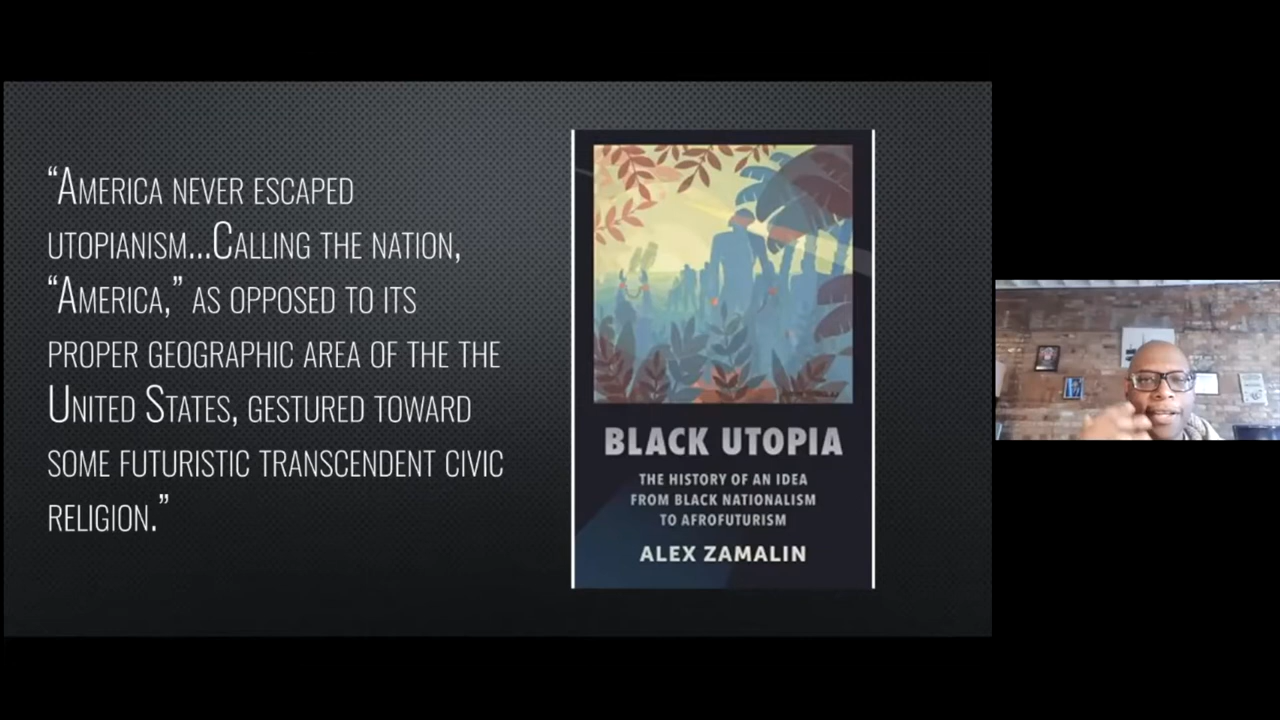 “America never escaped
utopianism...Calling the nation,
“America,” as opposed to its
proper geographic area of the the
United States, gestured toward
some futuristic transcendent civic
religion.”
BLACK UTOPIA
THE HISTORY OF AN IDEA
FROM BLACK NATIONALISM
TO AFROFUTURISM
ALEX ZAMALIN